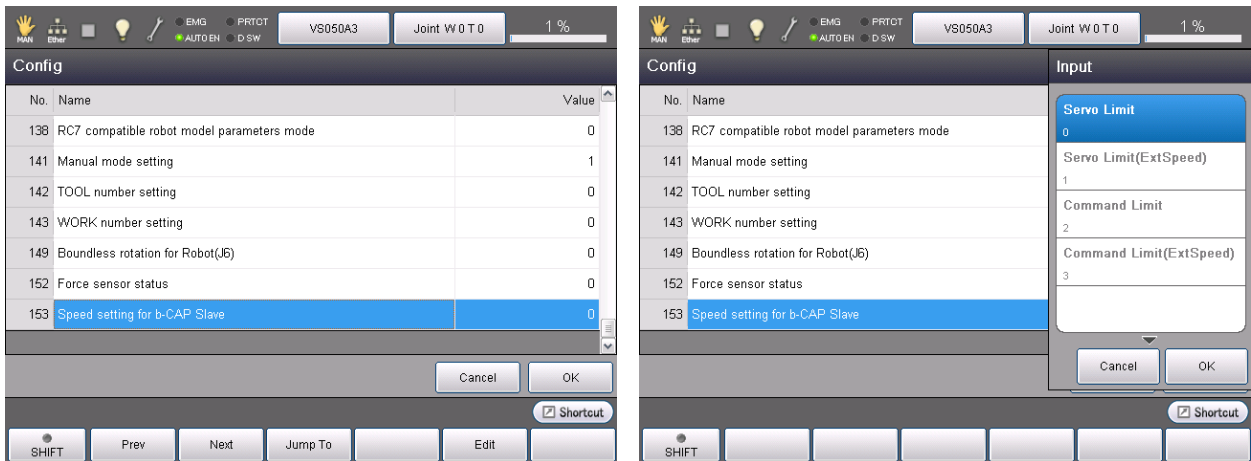 MAN Ether EMG PRTCT VS050A3 Joint W 0 T 0 1 %
AUTO EN D SW
Config
No. Name Value
138 RC7 compatible robot model parameters mode 0
141 Manual mode setting 1
142 TOOL number setting 0
143 WORK number setting 0
149 Boundless rotation for Robot(J6) 0
152 Force sensor status 0
153 Speed setting for b-CAP Slave 0
Cancel OK
Shortcut
SHIFT Prev Next Jump To Edit
MAN Ether EMG PRTCT VS050A3 Joint W 0 T 0 1 %
AUTO EN D SW
Config
No. Name
138 RC7 compatible robot model parameters mode
141 Manual mode setting
142 TOOL number setting
143 WORK number setting
149 Boundless rotation for Robot(J6)
152 Force sensor status
153 Speed setting for b-CAP Slave
Input
Servo Limit
0
Servo Limit(ExtSpeed)
1
Command Limit
2
Command Limit(ExtSpeed)
3
Cancel OK
Shortcut
SHIFT